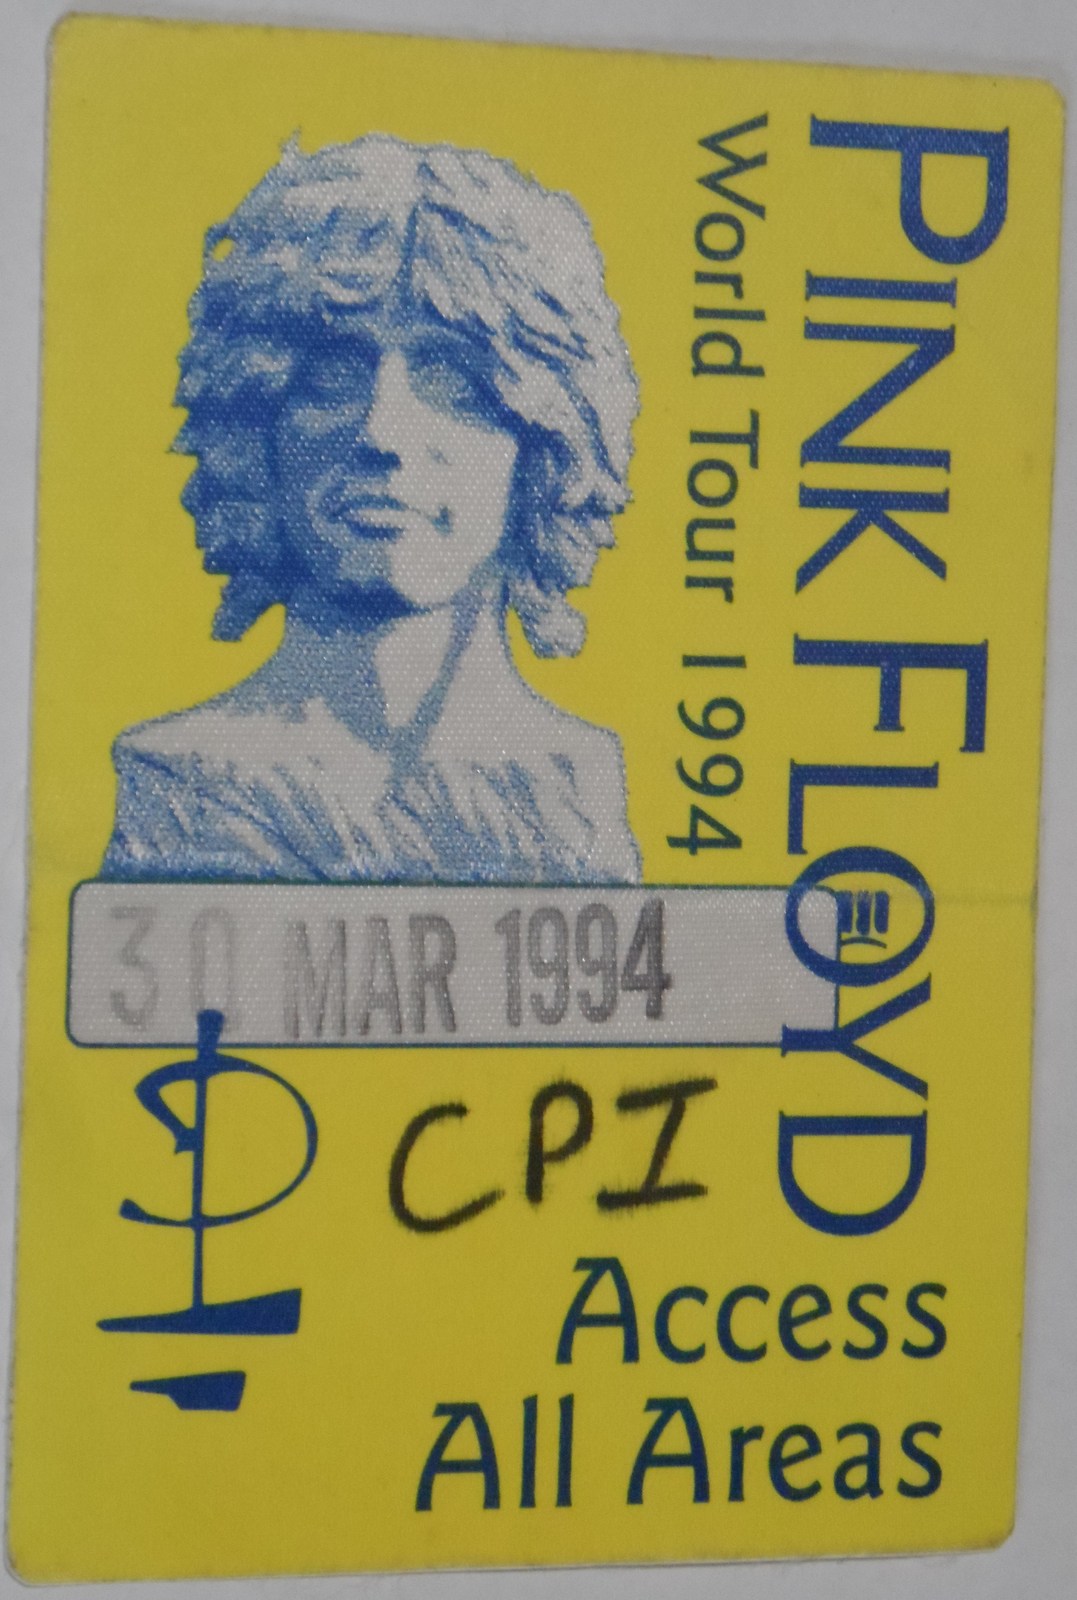 PINK FLOYD
World Tour 1994
30 MAR 1994
CPI
Access
All Areas